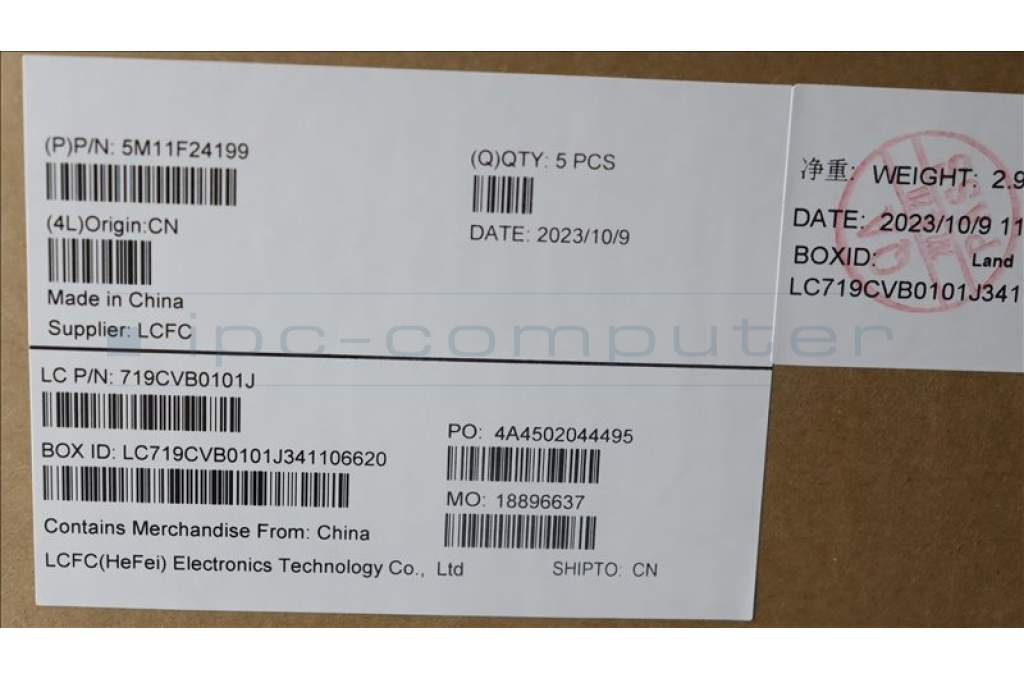 (P)P/N: 5M11F24199
(Q)QTY: 5 PCS
(4L)Origin:CN
DATE: 2023/10/9
Made in China
Supplier: LCFC
净重: WEIGHT: 2.9
DATE: 2023/10/9 11
BOXID: Land
LC719CVB0101J341
ipc-computer
LC P/N: 719CVB0101J
PO: 4A4502044495
BOX ID: LC719CVB0101J341106620
MO: 18896637
Contains Merchandise From: China
LCFC(HeFei) Electronics Technology Co., Ltd
SHIPTO: CN